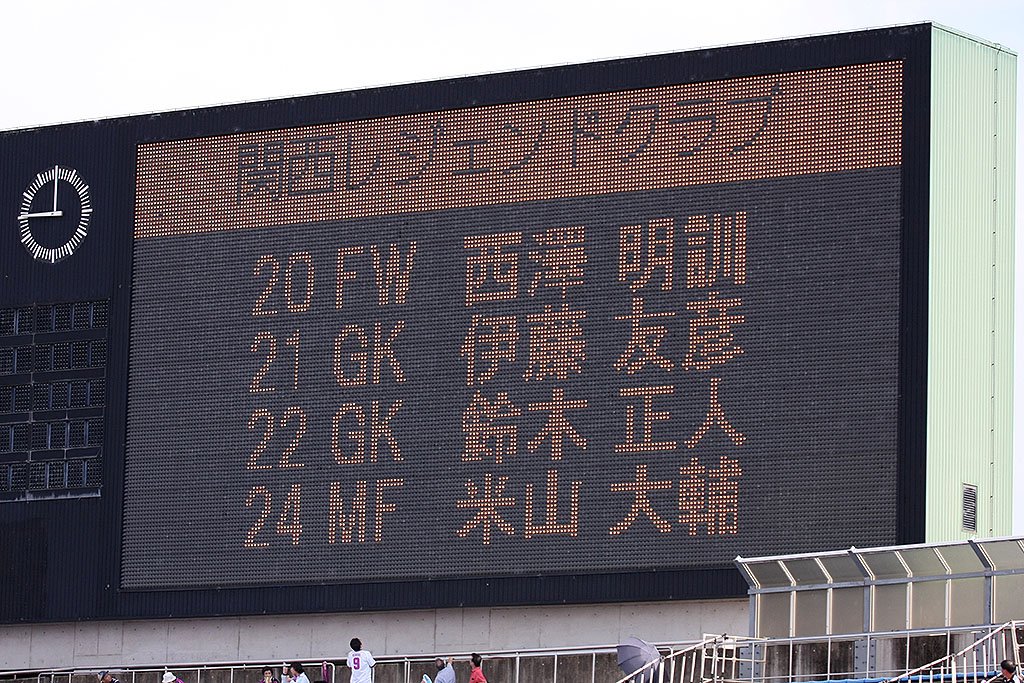 関西レジェンドクラブ
20 FW 西澤 明訓
21 GK 伊藤 友彦
22 GK 鈴木 正人
24 MF 米山 大輔
9